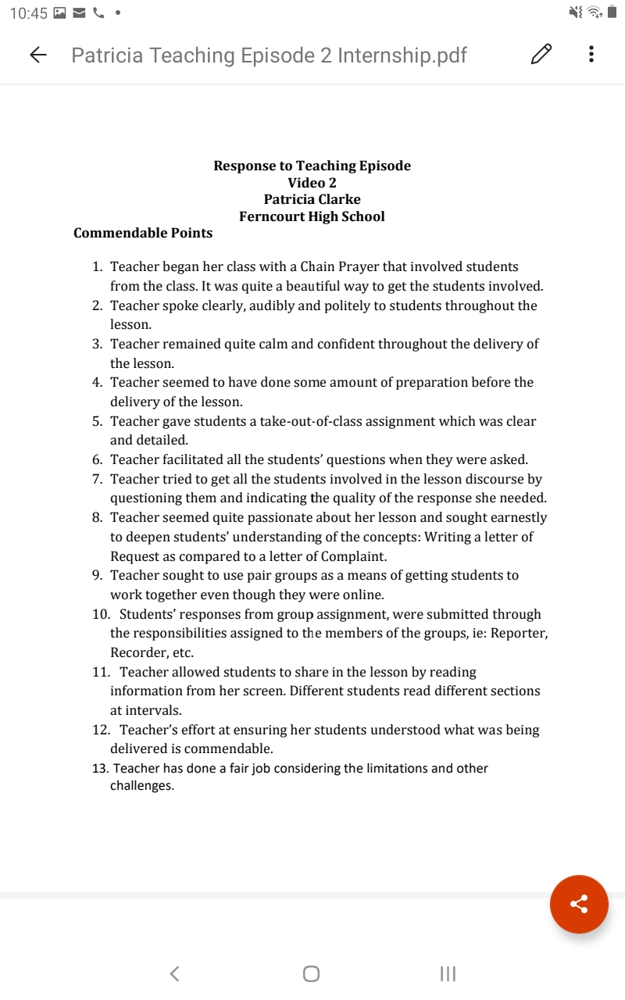 10:45
Patricia Teaching Episode 2 Internship.pdf
Response to Teaching Episode
Video 2
Patricia Clarke
Ferncourt High School
Commendable Points
1. Teacher began her class with a Chain Prayer that involved students
from the class. It was quite a beautiful way to get the students involved.
2. Teacher spoke clearly, audibly and politely to students throughout the
lesson.
3. Teacher remained quite calm and confident throughout the delivery of
the lesson.
4. Teacher seemed to have done some amount of preparation before the
delivery of the lesson.
5. Teacher gave students a take-out-of-class assignment which was clear
and detailed.
6. Teacher facilitated all the students’ questions when they were asked.
7. Teacher tried to get all the students involved in the lesson discourse by
questioning them and indicating the quality of the response she needed.
8. Teacher seemed quite passionate about her lesson and sought earnestly
to deepen students’ understanding of the concepts: Writing a letter of
Request as compared to a letter of Complaint.
9. Teacher sought to use pair groups as a means of getting students to
work together even though they were online.
10. Students’ responses from group assignment, were submitted through
the responsibilities assigned to the members of the groups, ie: Reporter,
Recorder, etc.
11. Teacher allowed students to share in the lesson by reading
information from her screen. Different students read different sections
at intervals.
12. Teacher’s effort at ensuring her students understood what was being
delivered is commendable.
13. Teacher has done a fair job considering the limitations and other
challenges.